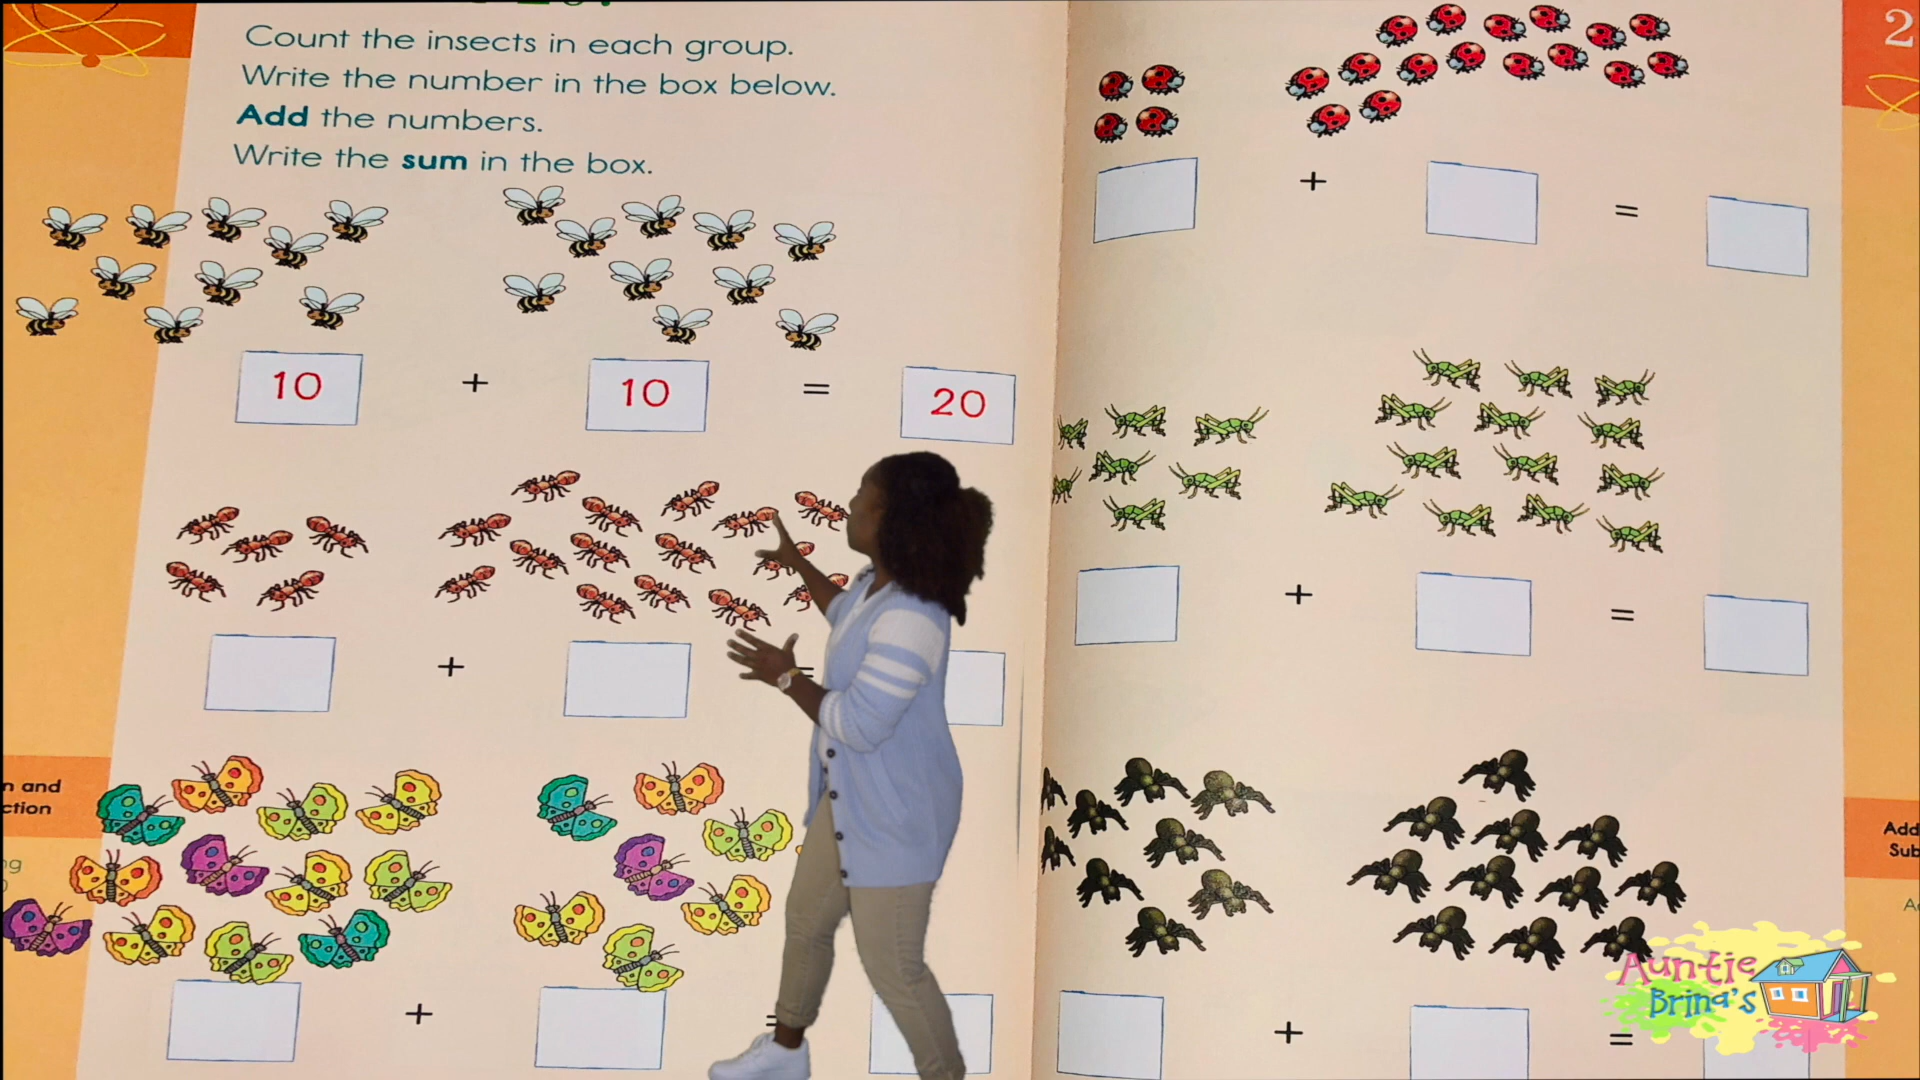 Count the insects in each group.
Write the number in the box below.
Add the numbers.
Write the sum in the box.
10 + 10 = 20
+
+ =
+ =
+ =
+ =
n and
ction
2
Add
Sub
Auntie
Brina's